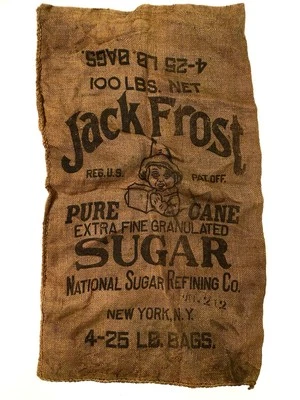 4-25 LB. BAGS.
100 LBS. NET
Jack Frost
REG. U.S. PAT. OFF.
PURE CANE
EXTRA FINE GRANULATED
SUGAR
NATIONAL SUGAR REFINING CO.
NEW YORK, N.Y.
4-25 LB. BAGS.